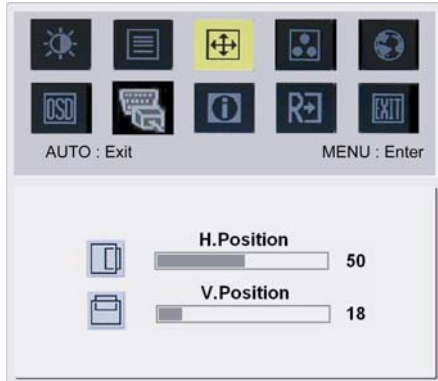 OSD
i
R
EXIT
AUTO : Exit
MENU : Enter
H.Position
50
V.Position
18